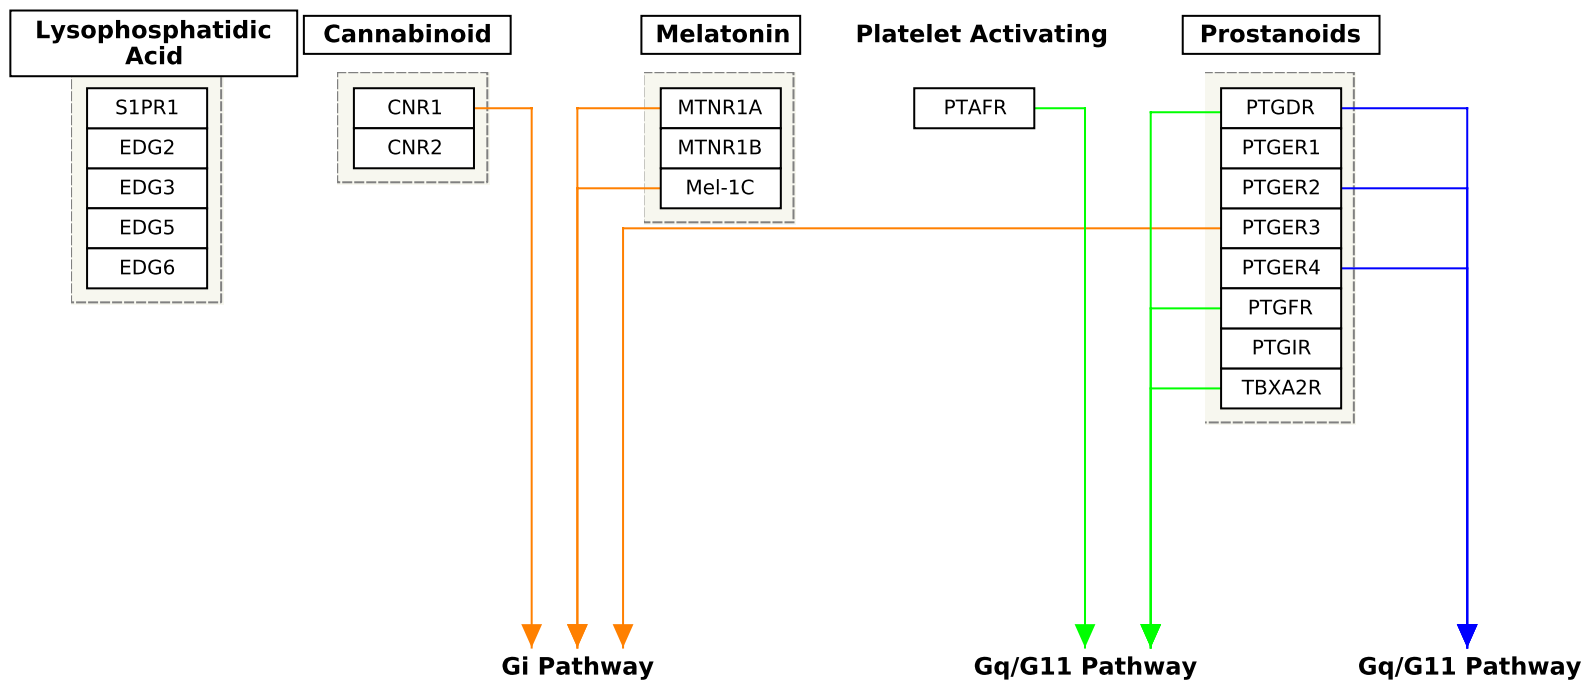 Lysophosphatidic
Acid
Cannabinoid
Melatonin
Platelet Activating
Prostanoids
S1PR1
EDG2
EDG3
EDG5
EDG6
CNR1
CNR2
MTNR1A
MTNR1B
Mel-1C
PTAFR
PTGDR
PTGER1
PTGER2
PTGER3
PTGER4
PTGFR
PTGIR
TBXA2R
Gi Pathway
Gq/G11 Pathway
Gq/G11 Pathway